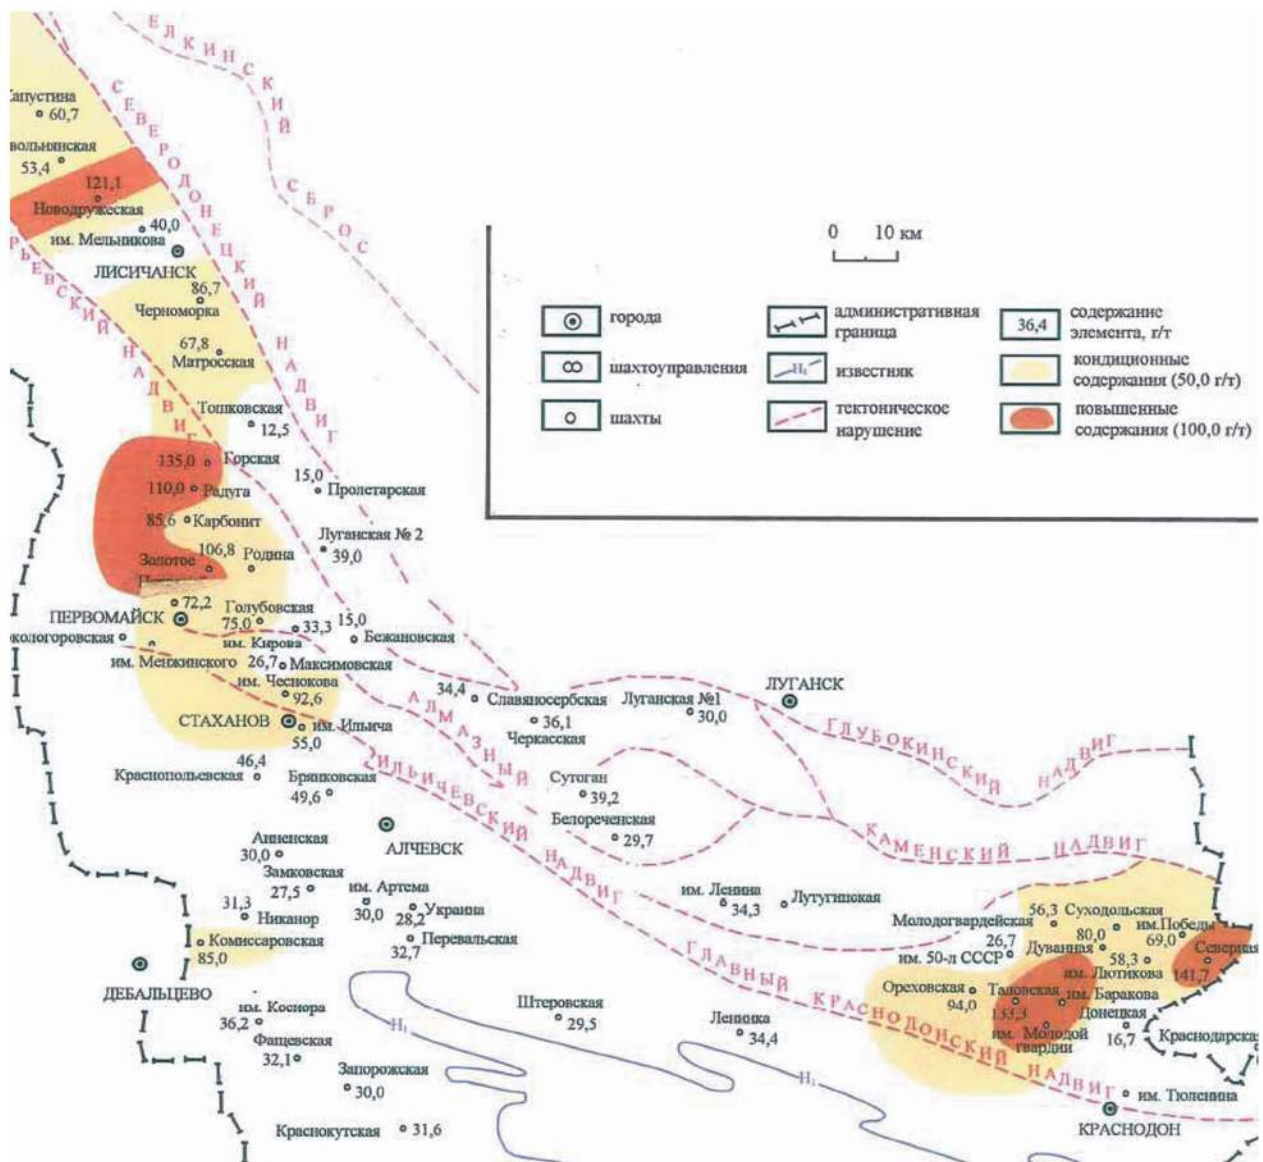 ЕЛКИНСКИЙ СБРОС
СЕВЕРОДОНЕЦКИЙ НАДВИГ
60,7
53,4
121,1
Новодружеская
40,0
им. Мельникова
ЛИСИЧАНСК
НАДВИГ
86,7
Черноморка
67,8
Матросская
Тошковская
12,5
135,0 Горская
110,0 Радуга
15,0
Пролетарская
85,6 Карбонит
Луганская № 2
39,0
106,8 Родина
Золотое
72,2
ПЕРВОМАЙСК
Голубовская
75,0
33,3
15,0
Бежановская
им. Кирова
им. Менжинского
26,7 Максимовская
им. Чеснокова
92,6
СТАХАНОВ
им. Ильича
55,0
АЛМАЗНЫЙ
34,4
Славяносербская
36,1
Черкасская
Луганская №1
30,0
ЛУГАНСК
ГЛУБОКИНСКИЙ НАДВИГ
46,4
Краснопольевская
Брянковская
49,6
ИЛЬИЧЕВСКИЙ НАДВИГ
Сутоган
39,2
Белореченская
29,7
КАМЕНСКИЙ НАДВИГ
АЛЧЕВСК
Анненская
30,0
Замковская
27,5
31,3
Никанор
им. Артема
30,0
28,2
Украина
Перевальская
32,7
Комиссаровская
85,0
ДЕБАЛЬЦЕВО
им. Ленина
34,3
Лутугинская
ГЛАВНЫЙ КРАСНОДОНСКИЙ НАДВИГ
Молодогвардейская
26,7
им. 50-л СССР
56,3
Суходольская
80,0
Дуванная
им.Победы
69,0
58,3
им. Лютикова
Северная
141,7
Ореховская
94,0
Таловская
133,3
им. Баракова
им. Молодой
гвардии
Донецкая
16,7
Краснодарска
им. Косиора
36,2
Фащевская
32,1
Запорожская
30,0
Краснокутская
31,6
H₁
Штеровская
29,5
Ленинка
34,4
H₁
им. Тюленина
КРАСНОДОН
0 10 км
города
шахтоуправления
шахты
административная
граница
H₁
известняк
тектоническое
нарушение
36,4
содержание
элемента, г/т
кондиционные
содержания (50,0 г/т)
повышенные
содержания (100,0 г/т)